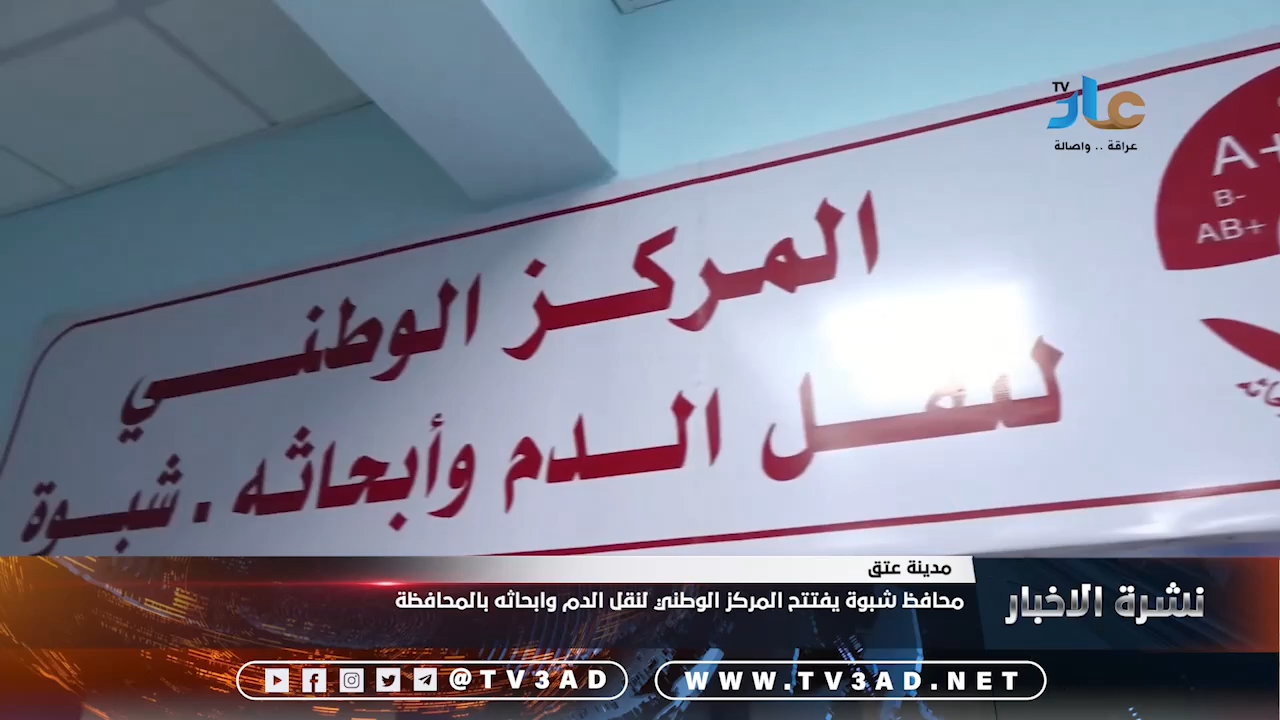 TV
عاد
عراقة .. واصالة
A+
B-
AB+
المركز الوطني
لنقل الدم وأبحاثه . شبوة
مدينة عتق
محافظ شبوة يفتتح المركز الوطني لنقل الدم وابحاثه بالمحافظة
نشرة الاخبار
@TV3AD
WWW.TV3AD.NET